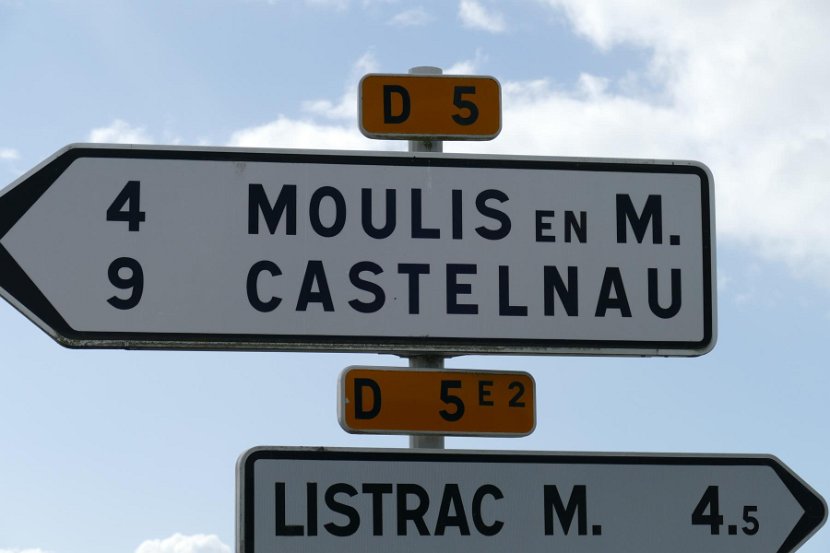 D 5
4 MOULIS EN M.
9 CASTELNAU
D 5E2
LISTRAC M. 4.5